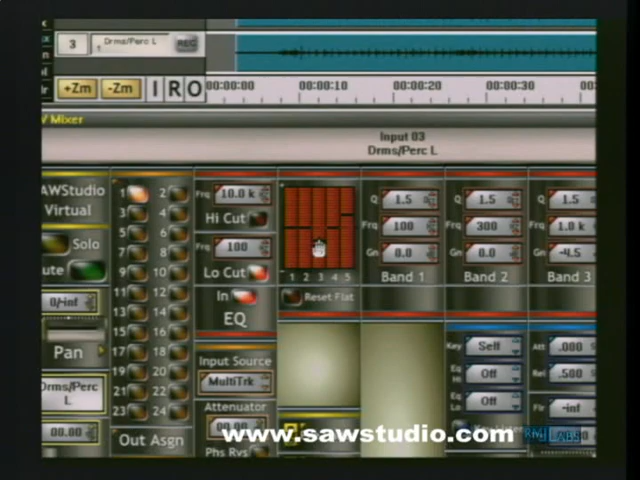 3 Drms/Perc L REC
+Zm -Zm I R O 00:00:00 00:00:10 00:00:20 00:00:30
Mixer
Input 03
Drms/Perc L
AWStudio
Virtual
Solo
ute
0/-inf
Pan
Drms/Perc
L
00.00
1 2
3 4
5 6
7 8
9 10
11 12
13 14
15 16
17 18
19 20
21 22
23 24
Out Asgn
Frq 10.0 k
Hi Cut
Frq 100
Lo Cut
In
EQ
Input Source
MultiTrk
Attenuator
00.00
Phs Rvs
1 2 3 4 5
Reset Flat
Q 1.5
Frq 100
Gn 0.0
Band 1
Q 1.5
Frq 300
Gn 0.0
Band 2
Q 1.5
Frq 1.0 k
Gn -4.5
Band 3
Key Self
Eq Hi Off
Eq Lo Off
Att .000
Rel .500
Flr -inf
www.sawstudio.com
RML LABS